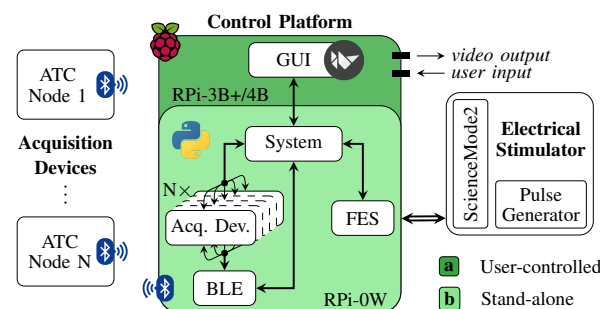 Control Platform
ATC
Node 1
Acquisition
Devices
ATC
Node N
GUI
RPi-3B+/4B
video output
user input
System
N×
Acq. Dev.
FES
BLE
RPi-0W
ScienceMode2
Electrical
Stimulator
Pulse
Generator
a User-controlled
b Stand-alone